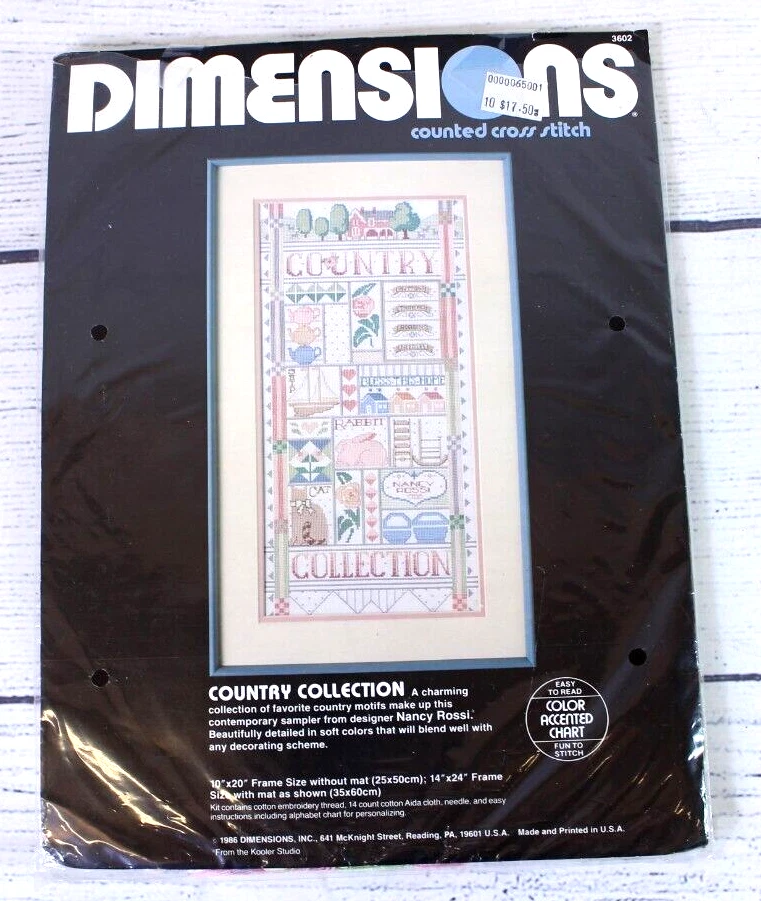 3602
DIMENSIONS®
0000065001
10 $17.50
counted cross stitch
COUNTRY
BLESS THIS HOME
RABBIT
NANCY
ROSSI
CAT
COLLECTION
COUNTRY COLLECTION A charming
collection of favorite country motifs make up this
contemporary sampler from designer Nancy Rossi.*
Beautifully detailed in soft colors that will blend well with
any decorating scheme.
EASY
TO READ
COLOR
ACCENTED
CHART
FUN TO
STITCH
10"x20" Frame Size without mat (25x50cm); 14"x24" Frame
Size with mat as shown (35x60cm)
Kit contains cotton embroidery thread, 14 count cotton Aida cloth, needle, and easy
instructions including alphabet chart for personalizing.
© 1986 DIMENSIONS, INC., 641 McKnight Street, Reading, PA, 19601 U.S.A. Made and Printed in U.S.A.
*From the Kooler Studio